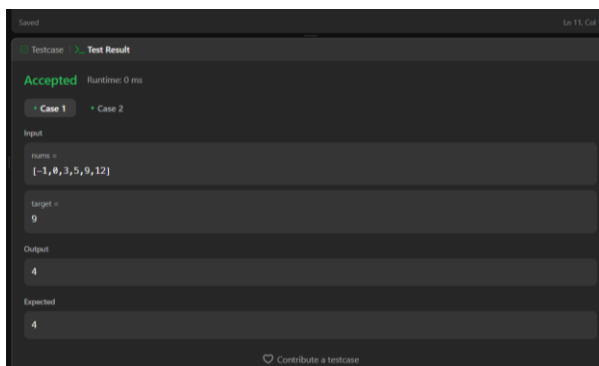 Saved Ln 11, Col
Testcase >_ Test Result
Accepted Runtime: 0 ms
• Case 1 • Case 2
Input
nums =
[-1,0,3,5,9,12]
target =
9
Output
4
Expected
4
Contribute a testcase